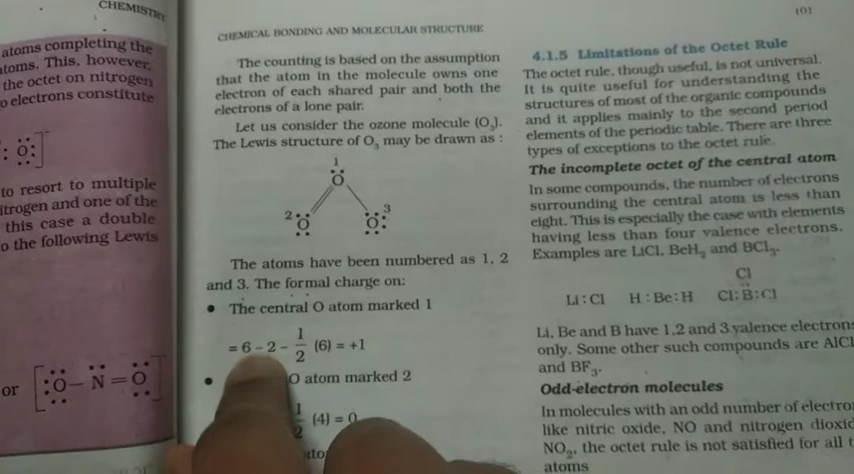 CHEMISTRY
atoms completing the
atoms. This, however,
the octet on nitrogen
o electrons constitute
: O:]⁻
to resort to multiple
itrogen and one of the
this case a double
o the following Lewis
or [:O– N = O]
CHEMICAL BONDING AND MOLECULAR STRUCTURE
101
The counting is based on the assumption
that the atom in the molecule owns one
electron of each shared pair and both the
electrons of a lone pair.
Let us consider the ozone molecule (O₃).
The Lewis structure of O₃ may be drawn as :
1
O
2 O O: 3
The atoms have been numbered as 1, 2
and 3. The formal charge on:
• The central O atom marked 1
= 6 – 2 – 1/2 (6) = +1
• O atom marked 2
1/2 (4) = 0
4.1.5 Limitations of the Octet Rule
The octet rule, though useful, is not universal.
It is quite useful for understanding the
structures of most of the organic compounds
and it applies mainly to the second period
elements of the periodic table. There are three
types of exceptions to the octet rule.
The incomplete octet of the central atom
In some compounds, the number of electrons
surrounding the central atom is less than
eight. This is especially the case with elements
having less than four valence electrons.
Examples are LiCl, BeH₂ and BCl₃.
Cl
Li : Cl H : Be : H Cl : B : Cl
Li, Be and B have 1,2 and 3 valence electrons
only. Some other such compounds are AlCl
and BF₃.
Odd-electron molecules
In molecules with an odd number of electro
like nitric oxide, NO and nitrogen dioxid
NO₂, the octet rule is not satisfied for all t
atoms